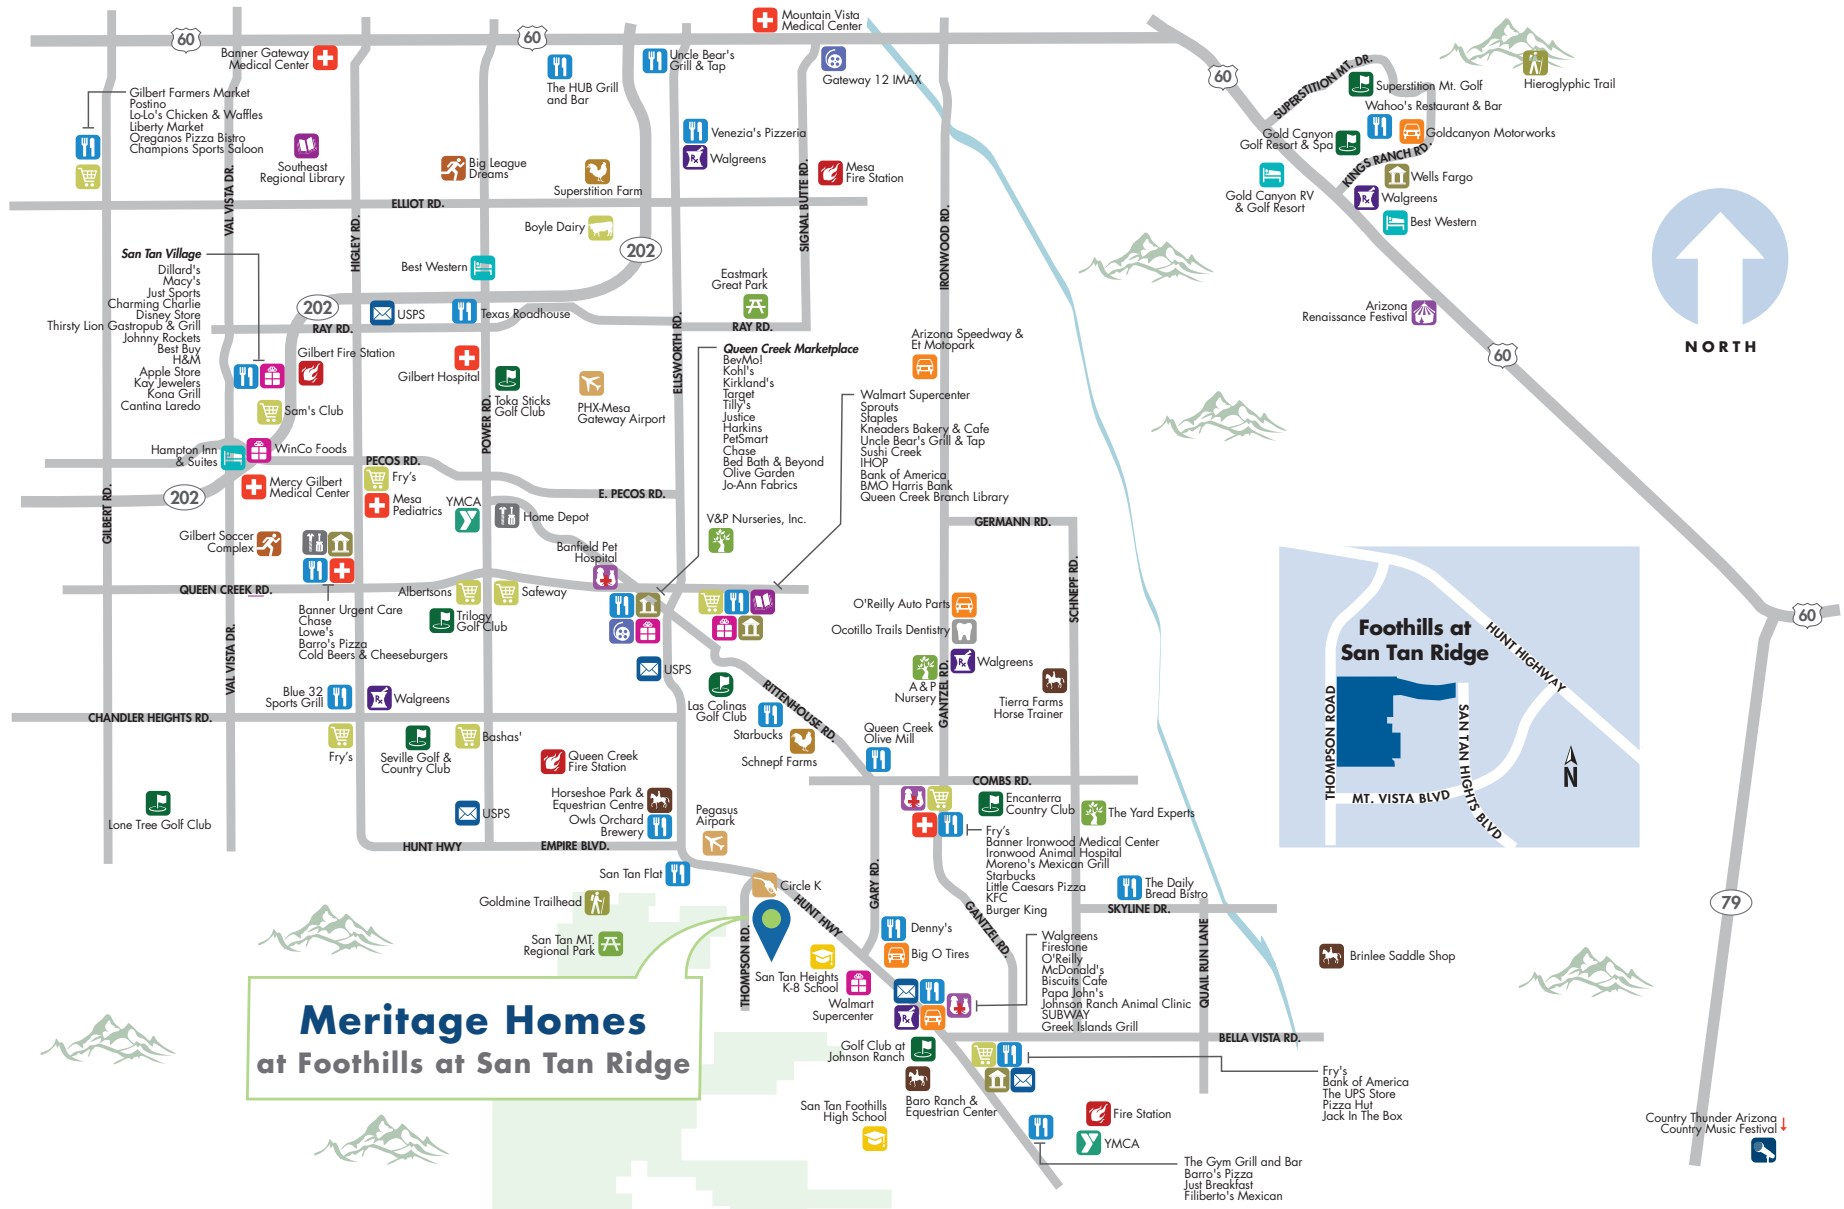 60
60
Mountain Vista
Medical Center
Banner Gateway
Medical Center
The HUB Grill
and Bar
Uncle Bear's
Grill & Tap
Gateway 12 IMAX
60
SUPERSTITION MT. DR.
Superstition Mt. Golf
Hieroglyphic Trail
Wahoo's Restaurant & Bar
Goldcanyon Motorworks
Gold Canyon
Golf Resort & Spa
KINGS RANCH RD.
Wells Fargo
Walgreens
Best Western
Gold Canyon RV
& Golf Resort
Gilbert Farmers Market
Postino
Lo-Lo's Chicken & Waffles
Liberty Market
Oreganos Pizza Bistro
Champions Sports Saloon
Southeast
Regional Library
Big League
Dreams
Superstition Farm
Venezia's Pizzeria
Walgreens
Mesa
Fire Station
VAL VISTA DR.
ELLIOT RD.
HIGLEY RD.
Boyle Dairy
202
SIGNAL BUTTE RD.
IRONWOOD RD.
San Tan Village
Dillard's
Macy's
Just Sports
Charming Charlie
Disney Store
Thirsty Lion Gastropub & Grill
Johnny Rockets
Best Buy
H&M
Apple Store
Kay Jewelers
Kona Grill
Cantina Laredo
Best Western
202
USPS
Texas Roadhouse
RAY RD.
Eastmark
Great Park
RAY RD.
Arizona
Renaissance Festival
60
NORTH
Gilbert Fire Station
Gilbert Hospital
Toka Sticks
Golf Club
PHX-Mesa
Gateway Airport
ELLSWORTH RD.
POWER RD.
Sam's Club
Queen Creek Marketplace
BevMo!
Kohl's
Kirkland's
Target
Tilly's
Justice
Harkins
PetSmart
Chase
Bed Bath & Beyond
Olive Garden
Jo-Ann Fabrics
Arizona Speedway &
Et Motopark
Walmart Supercenter
Sprouts
Staples
Kneaders Bakery & Cafe
Uncle Bear's Grill & Tap
Sushi Creek
IHOP
Bank of America
BMO Harris Bank
Queen Creek Branch Library
Hampton Inn
& Suites
WinCo Foods
PECOS RD.
Fry's
E. PECOS RD.
202
Mercy Gilbert
Medical Center
Mesa
Pediatrics
YMCA
Home Depot
GILBERT RD.
V&P Nurseries, Inc.
GERMANN RD.
Gilbert Soccer
Complex
Banfield Pet
Hospital
SCHNEPF RD.
QUEEN CREEK RD.
Albertsons
Safeway
Banner Urgent Care
Chase
Lowe's
Barro's Pizza
Cold Beers & Cheeseburgers
Trilogy
Golf Club
O'Reilly Auto Parts
Ocotillo Trails Dentistry
Walgreens
VAL VISTA DR.
USPS
A & P
Nursery
GANTZEL RD.
Tierra Farms
Horse Trainer
Blue 32
Sports Grill
Walgreens
Las Colinas
Golf Club
RITTENHOUSE RD.
Starbucks
Schnepf Farms
Queen Creek
Olive Mill
CHANDLER HEIGHTS RD.
Fry's
Seville Golf &
Country Club
Bashas'
Queen Creek
Fire Station
COMBS RD.
Lone Tree Golf Club
USPS
Horseshoe Park &
Equestrian Centre
Owls Orchard
Brewery
Pegasus
Airpark
Encanterra
Country Club
The Yard Experts
Fry's
Banner Ironwood Medical Center
Ironwood Animal Hospital
Moreno's Mexican Grill
Starbucks
Little Caesars Pizza
KFC
Burger King
HUNT HWY
EMPIRE BLVD.
San Tan Flat
Circle K
GARY RD.
The Daily
Bread Bistro
SKYLINE DR.
Goldmine Trailhead
San Tan MT.
Regional Park
HUNT HWY
GANTZEL RD.
Denny's
Big O Tires
THOMPSON RD.
San Tan Heights
K-8 School
Walmart
Supercenter
Walgreens
Firestone
O'Reilly
McDonald's
Biscuits Cafe
Papa John's
Johnson Ranch Animal Clinic
SUBWAY
Greek Islands Grill
QUAIL RUN LANE
BELLA VISTA RD.
Brinlee Saddle Shop
Meritage Homes
at Foothills at San Tan Ridge
Golf Club at
Johnson Ranch
Baro Ranch &
Equestrian Center
San Tan Foothills
High School
Fry's
Bank of America
The UPS Store
Pizza Hut
Jack In The Box
Fire Station
YMCA
The Gym Grill and Bar
Barro's Pizza
Just Breakfast
Filiberto's Mexican
60
79
Country Thunder Arizona
Country Music Festival
Foothills at
San Tan Ridge
HUNT HIGHWAY
THOMPSON ROAD
SAN TAN HIGHTS BLVD
MT. VISTA BLVD
N